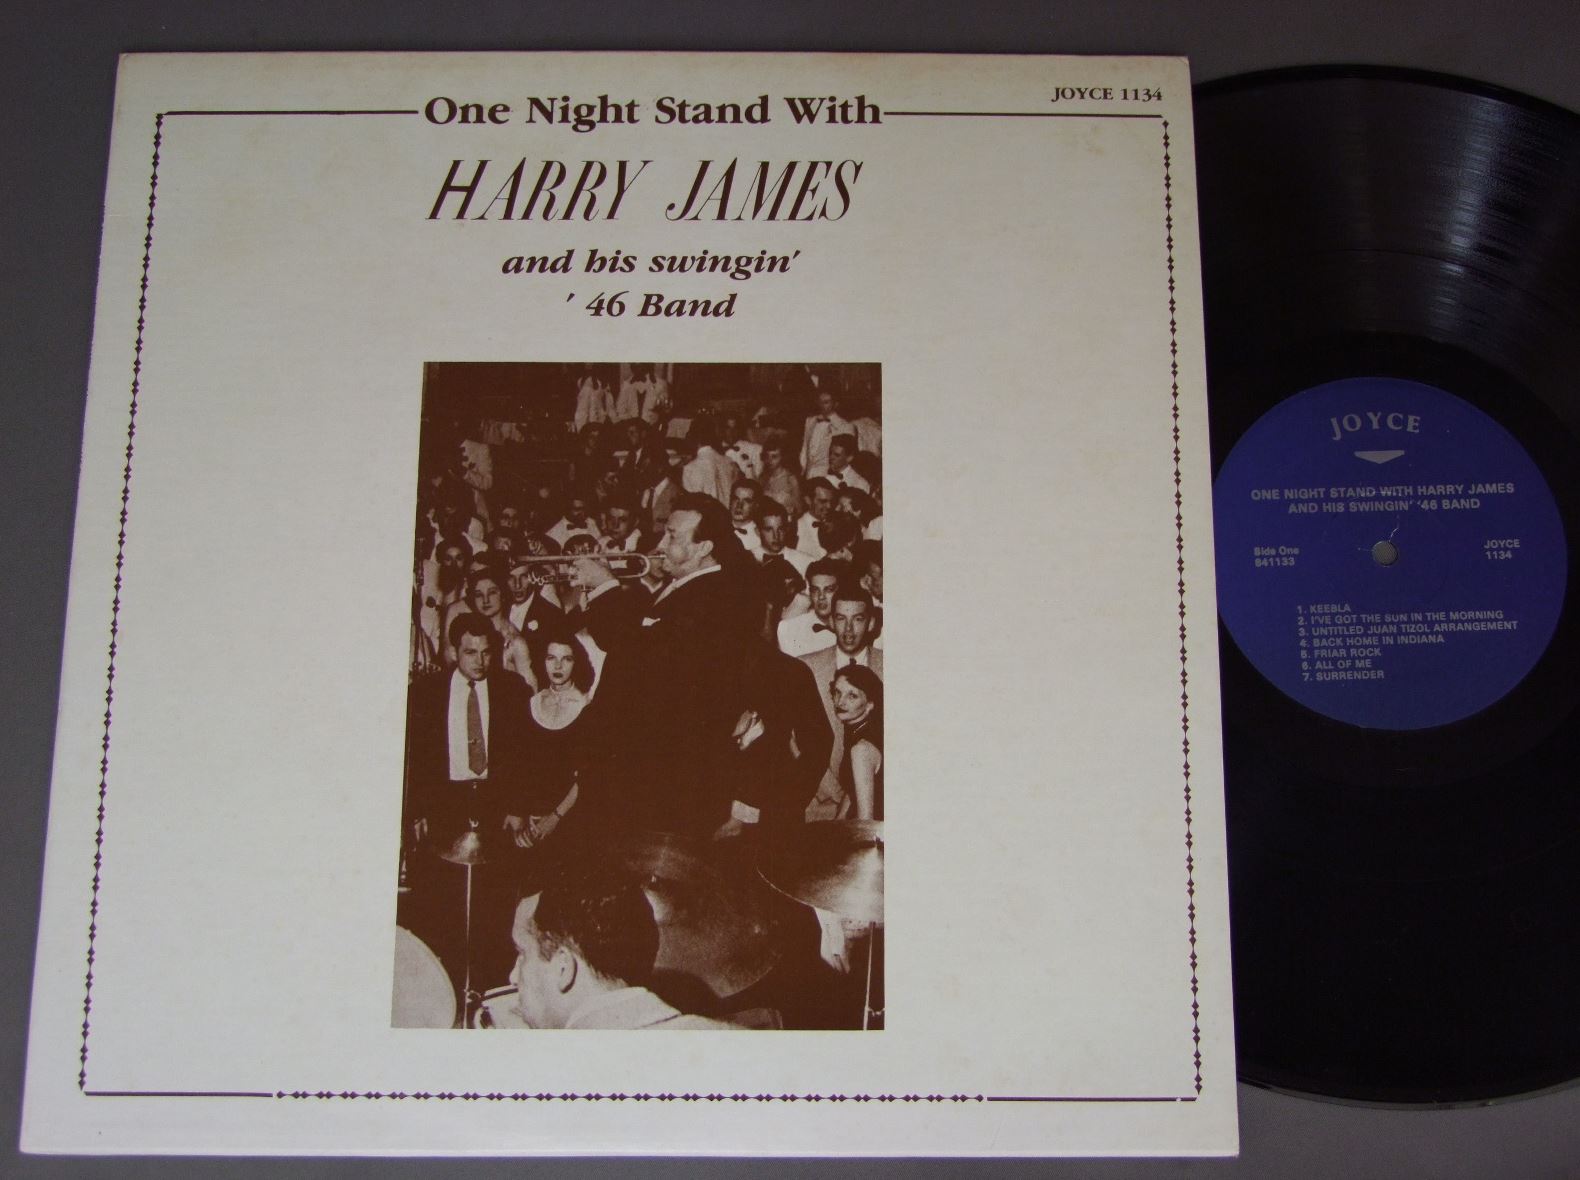 JOYCE 1134
One Night Stand With
HARRY JAMES
and his swingin'
' 46 Band
JOYCE
ONE NIGHT STAND WITH HARRY JAMES
AND HIS SWINGIN' '46 BAND
Side One
841133
JOYCE
1134
1. KEEBLA
2. I'VE GOT THE SUN IN THE MORNING
3. UNTITLED JUAN TIZOL ARRANGEMENT
4. BACK HOME IN INDIANA
5. FRIAR ROCK
6. ALL OF ME
7. SURRENDER